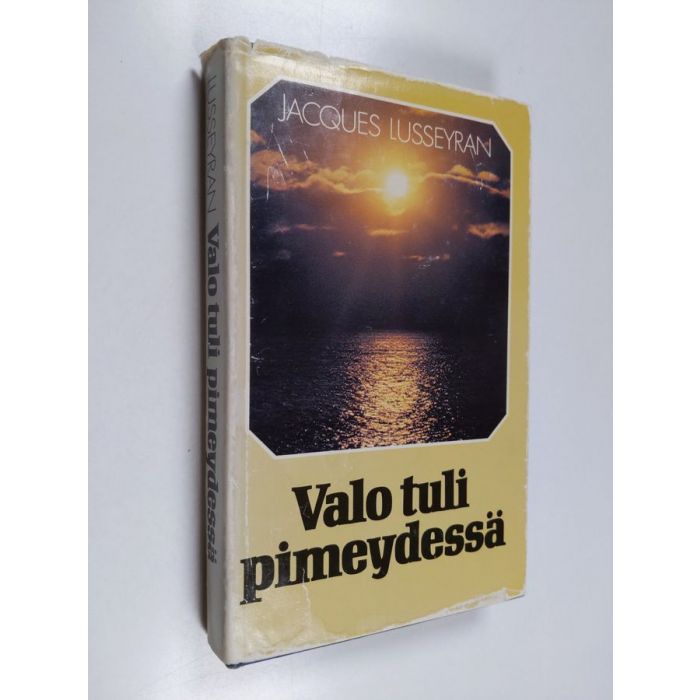 JACQUES LUSSEYRAN
Valo tuli
pimeydessä
LUSSEYRAN Valo tuli pimeydessä